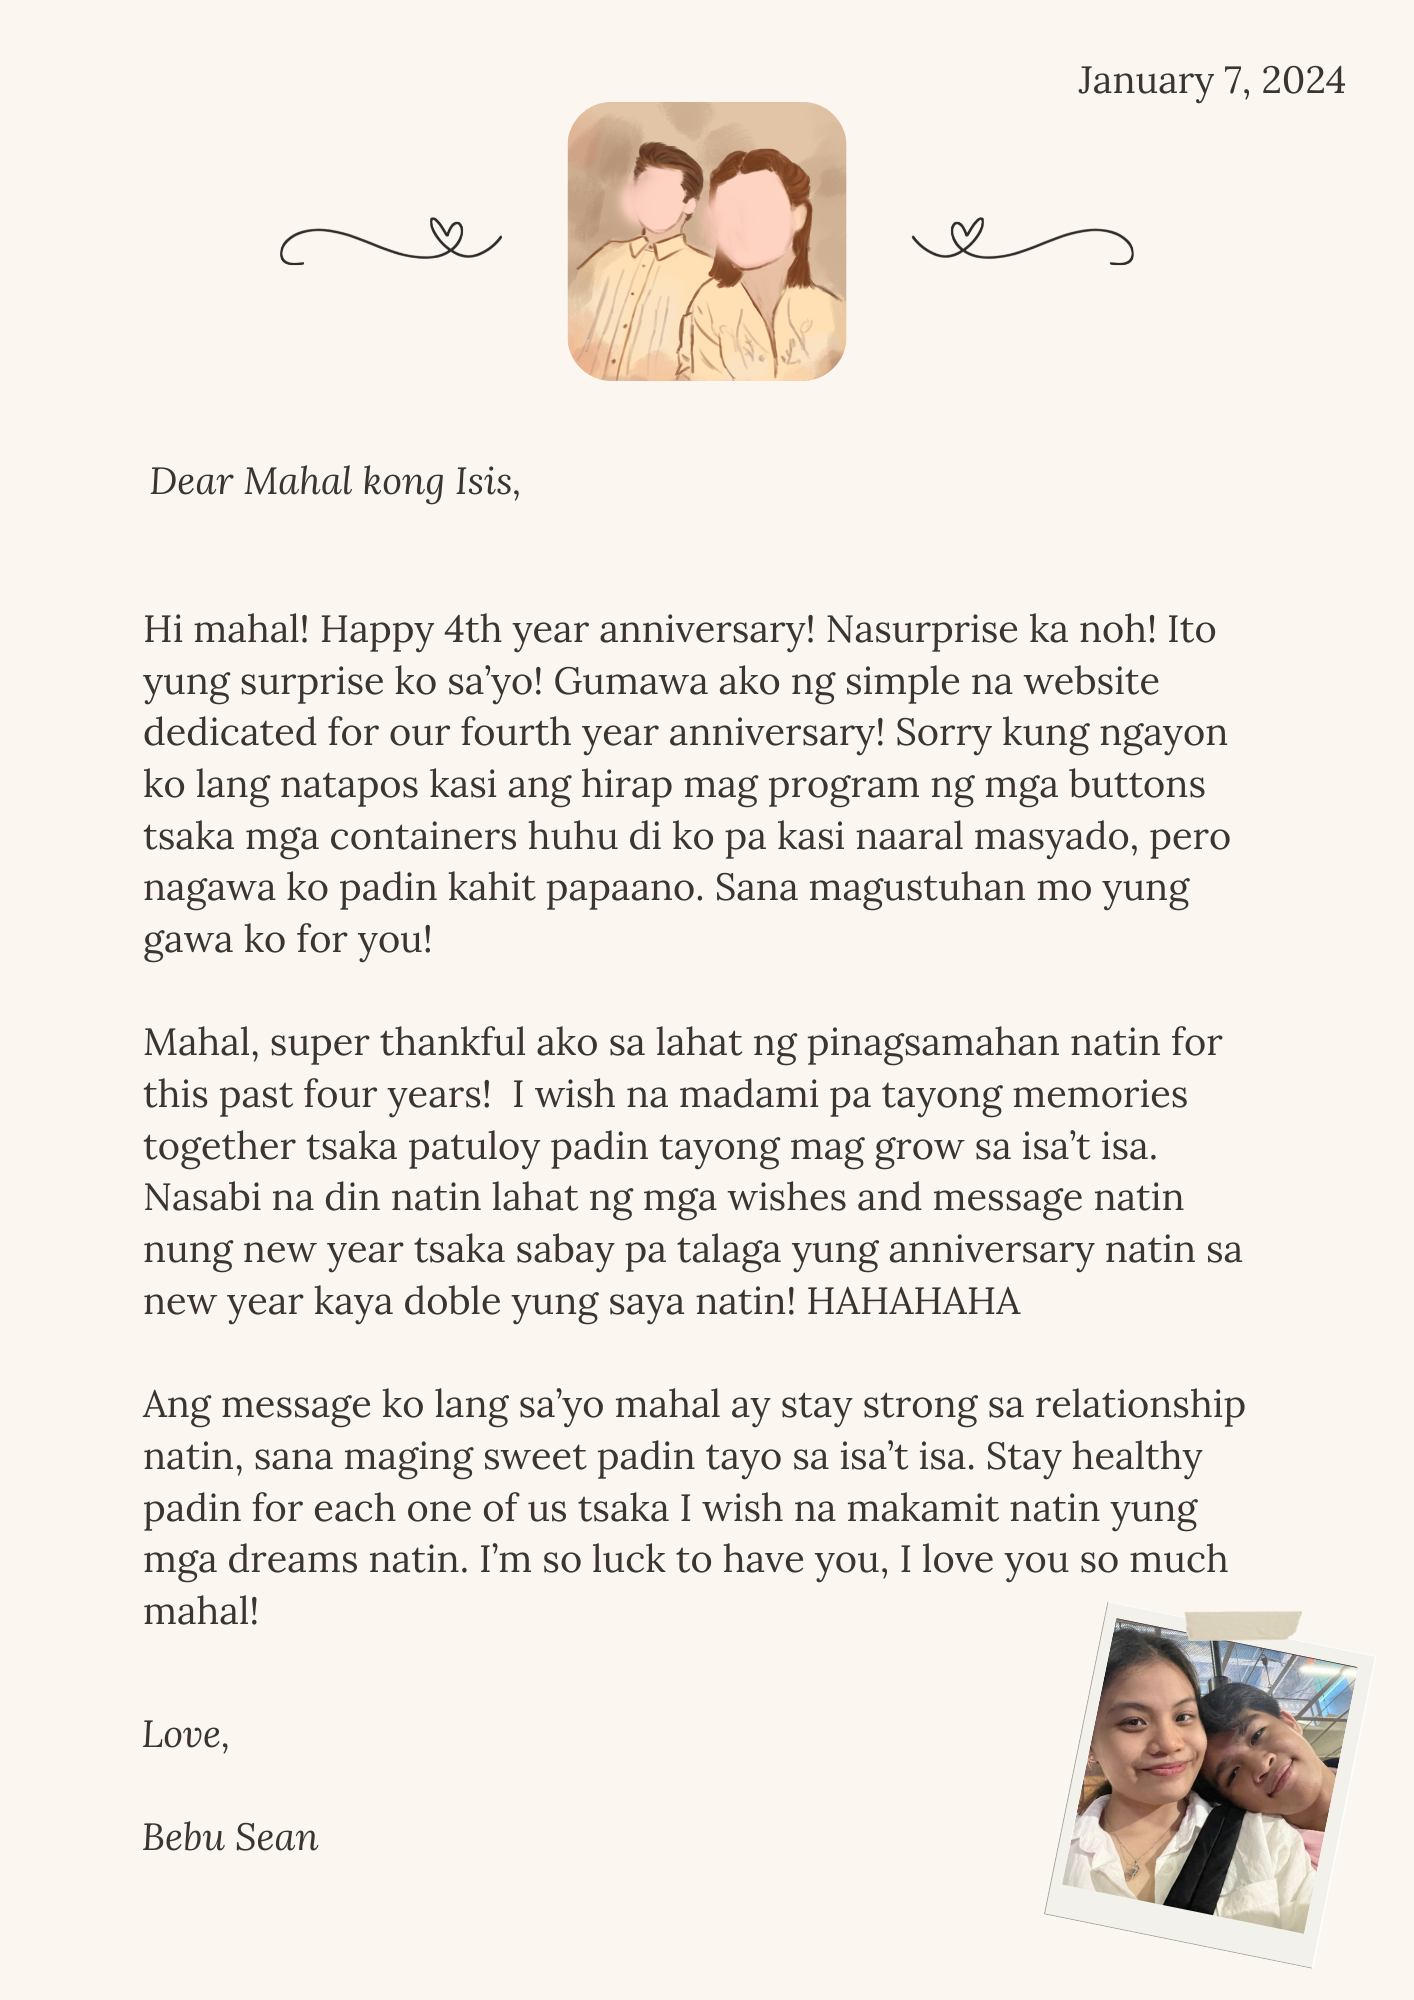 January 7, 2024
Dear Mahal kong Isis,
Hi mahal! Happy 4th year anniversary! Nasurprise ka noh! Ito
yung surprise ko sa’yo! Gumawa ako ng simple na website
dedicated for our fourth year anniversary! Sorry kung ngayon
ko lang natapos kasi ang hirap mag program ng mga buttons
tsaka mga containers huhu di ko pa kasi naaral masyado, pero
nagawa ko padin kahit papaano. Sana magustuhan mo yung
gawa ko for you!
Mahal, super thankful ako sa lahat ng pinagsamahan natin for
this past four years!  I wish na madami pa tayong memories
together tsaka patuloy padin tayong mag grow sa isa’t isa.
Nasabi na din natin lahat ng mga wishes and message natin
nung new year tsaka sabay pa talaga yung anniversary natin sa
new year kaya doble yung saya natin! HAHAHAHA
Ang message ko lang sa’yo mahal ay stay strong sa relationship
natin, sana maging sweet padin tayo sa isa’t isa. Stay healthy
padin for each one of us tsaka I wish na makamit natin yung
mga dreams natin. I’m so luck to have you, I love you so much
mahal!
Love,
Bebu Sean